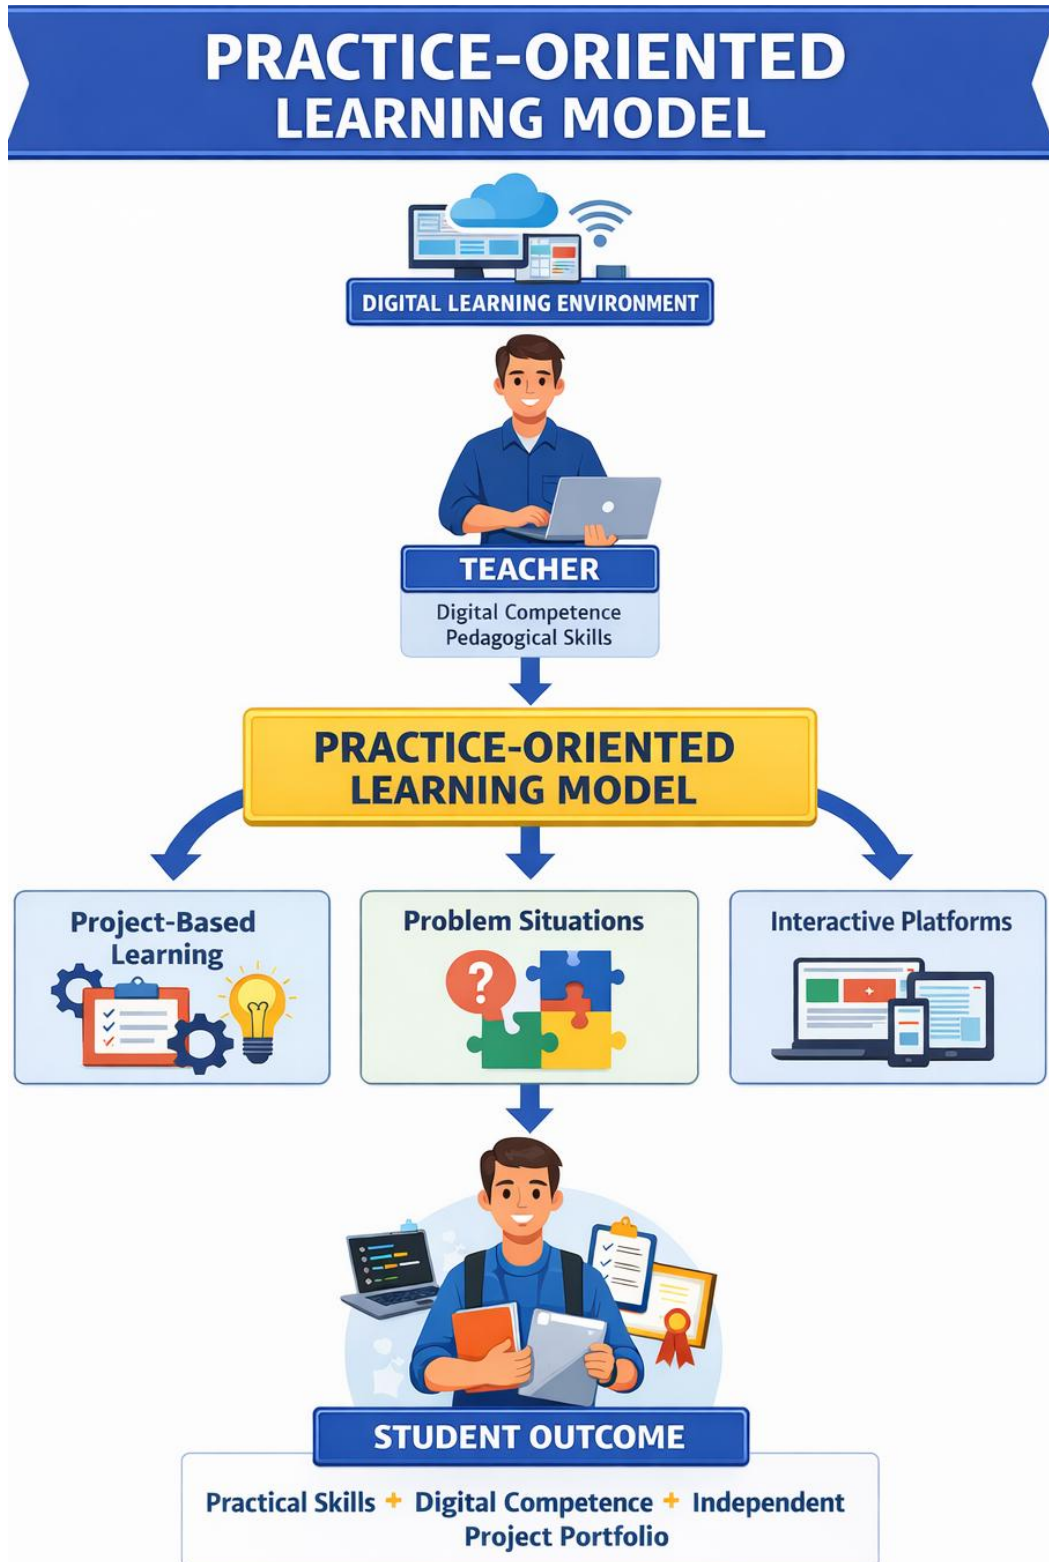 PRACTICE-ORIENTED
LEARNING MODEL
DIGITAL LEARNING ENVIRONMENT
TEACHER
Digital Competence
Pedagogical Skills
PRACTICE-ORIENTED
LEARNING MODEL
Project-Based
Learning
Problem Situations
?
Interactive Platforms
STUDENT OUTCOME
Practical Skills + Digital Competence + Independent
Project Portfolio